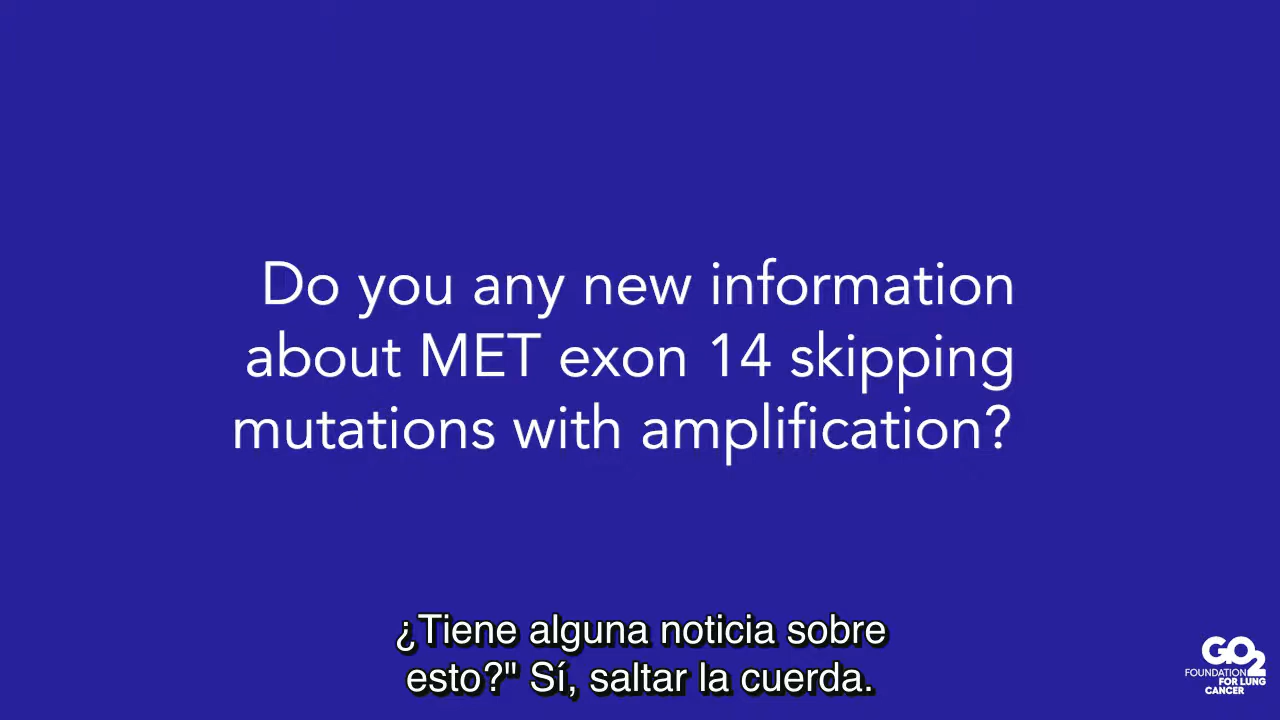 Do you any new information
about MET exon 14 skipping
mutations with amplification?
¿Tiene alguna noticia sobre
esto?" Sí, saltar la cuerda.
GO2
FOUNDATION
FOR LUNG
CANCER